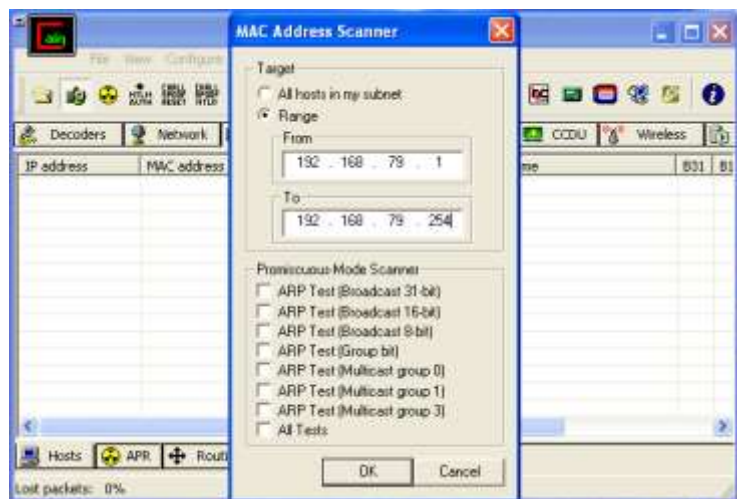 Cain
MAC Address Scanner
File View Configure
Target
All hosts in my subnet
Range
From
192 . 168 . 79 . 1
To
192 . 168 . 79 . 254
Decoders Network CCDU Wireless
IP address MAC address B31 B1
Promiscuous-Mode Scanner
ARP Test (Broadcast 31-bit)
ARP Test (Broadcast 16-bit)
ARP Test (Broadcast 8-bit)
ARP Test (Group bit)
ARP Test (Multicast group 0)
ARP Test (Multicast group 1)
ARP Test (Multicast group 3)
All Tests
Hosts APR Routi
OK Cancel
Lost packets: 0%